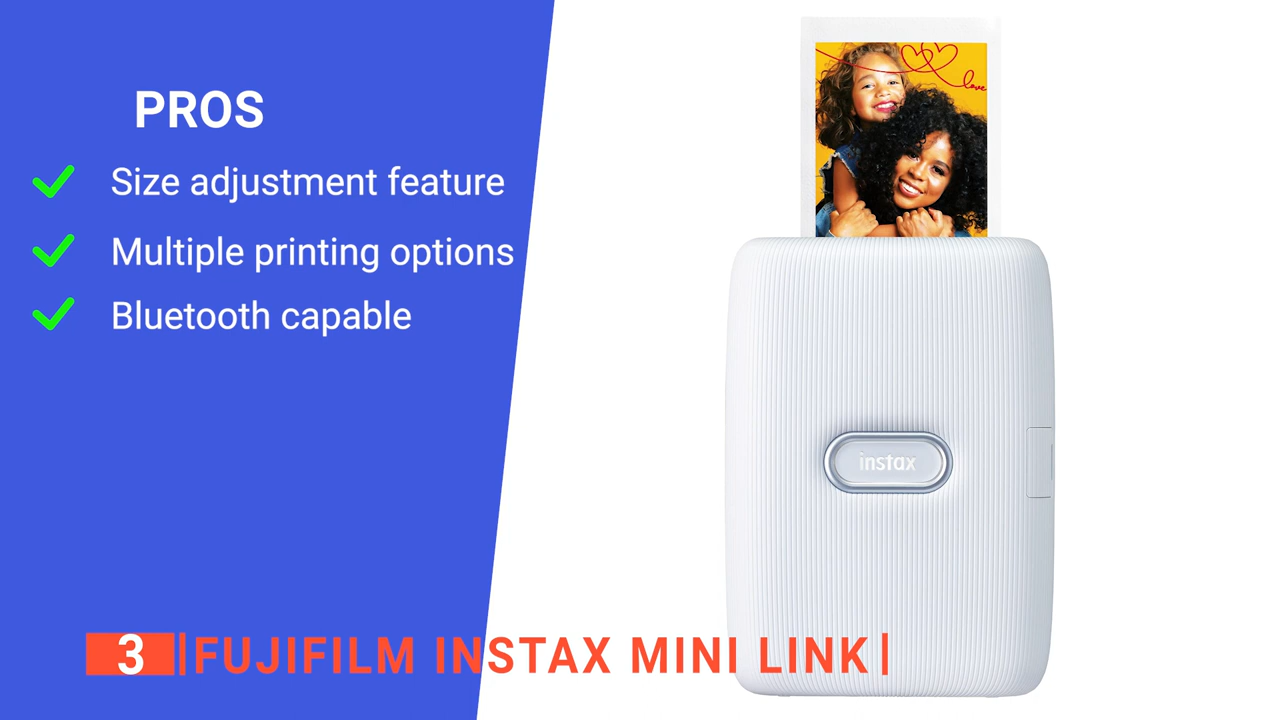 PROS
Size adjustment feature
Multiple printing options
Bluetooth capable
love
instax
3 FUJIFILM INSTAX MINI LINK